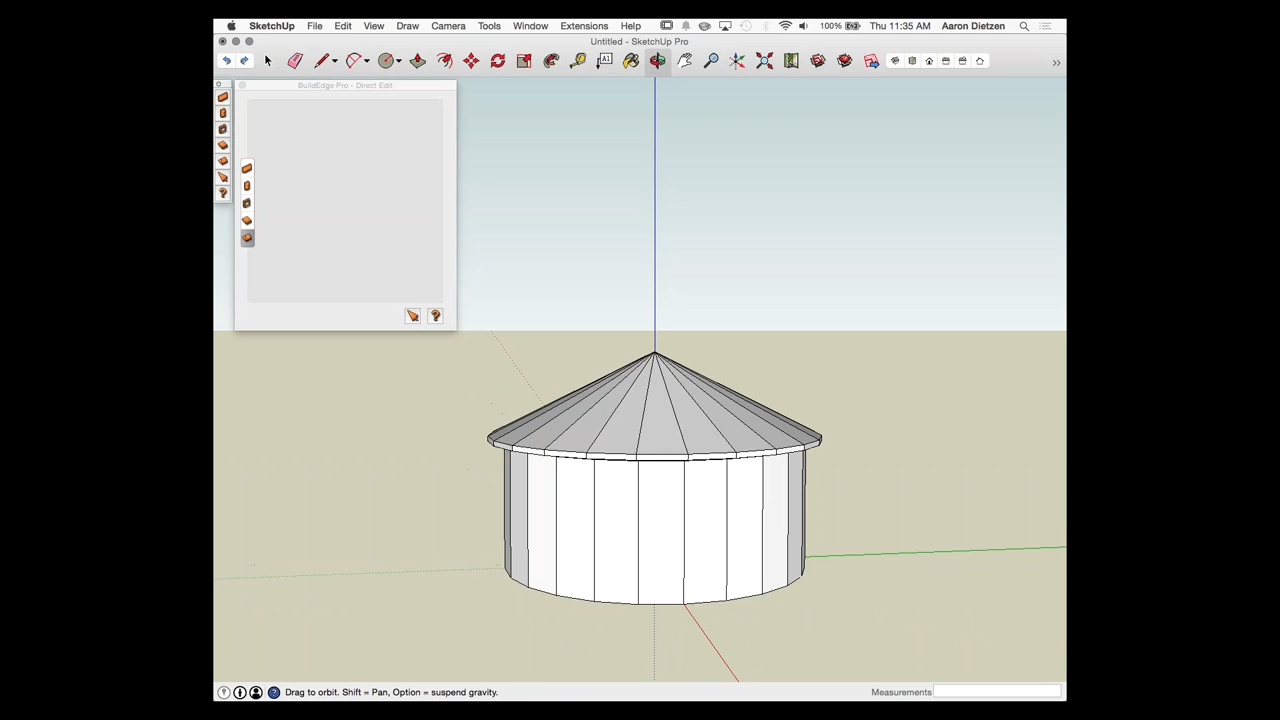 SketchUp File Edit View Draw Camera Tools Window Extensions Help 100% Thu 11:35 AM Aaron Dietzen
Untitled - SketchUp Pro
A1 »
BuildEdge Pro - Direct Edit
Drag to orbit. Shift = Pan, Option = suspend gravity. Measurements